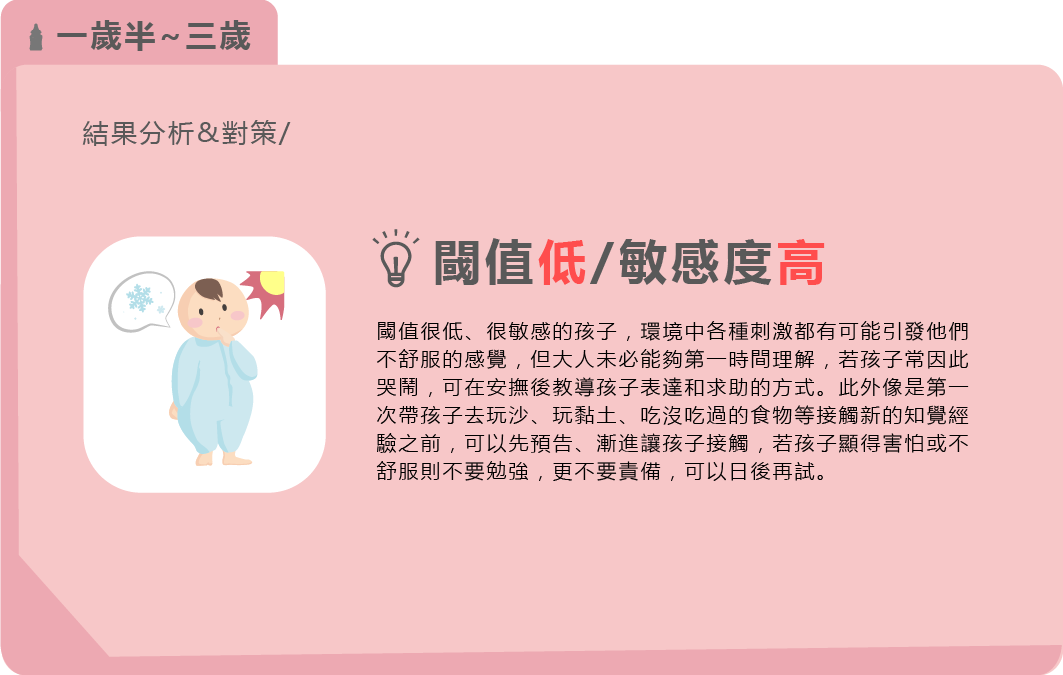 一歲半~三歲
結果分析&對策/
閾值低/敏感度高
閾值很低、很敏感的孩子，環境中各種刺激都有可能引發他們
不舒服的感覺，但大人未必能夠第一時間理解，若孩子常因此
哭鬧，可在安撫後教導孩子表達和求助的方式。此外像是第一
次帶孩子去玩沙、玩黏土、吃沒吃過的食物等接觸新的知覺經
驗之前，可以先預告、漸進讓孩子接觸，若孩子顯得害怕或不
舒服則不要勉強，更不要責備，可以日後再試。